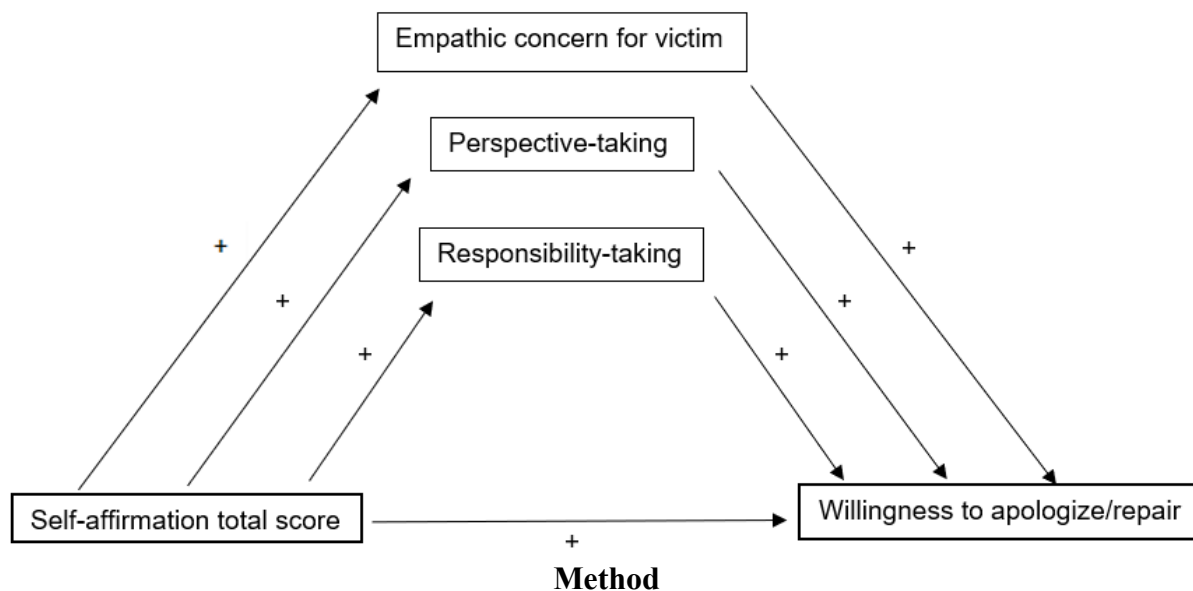 Empathic concern for victim
Perspective-taking
+
+
Responsibility-taking
+
+
+
+
Self-affirmation total score
Willingness to apologize/repair
+
Method